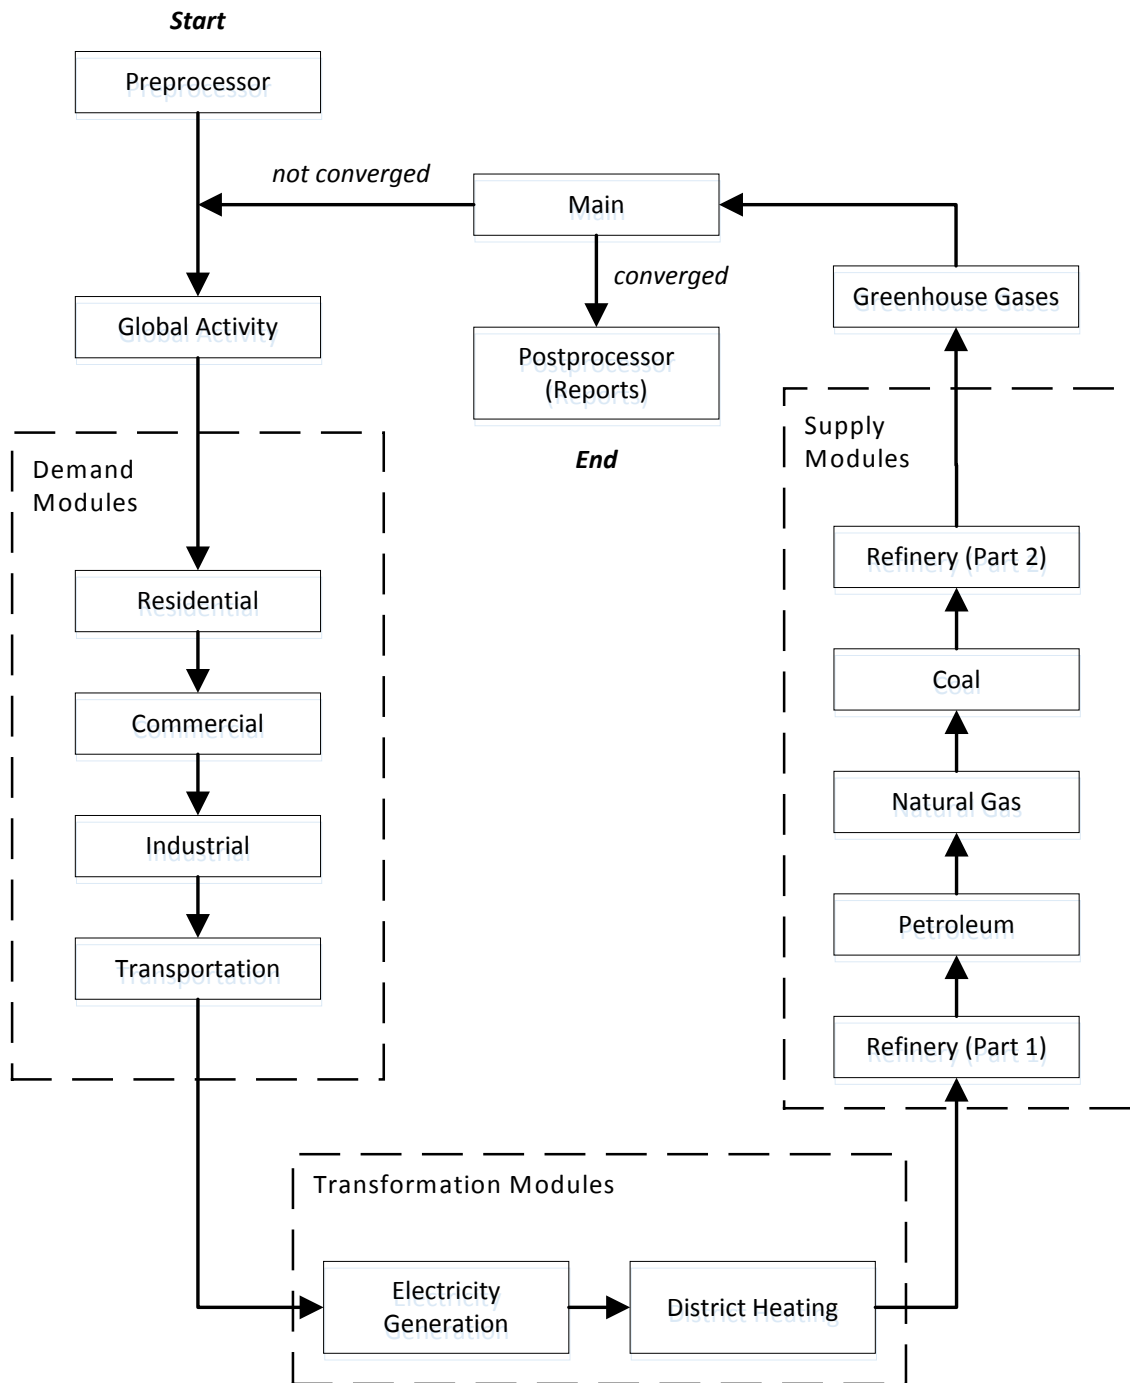 Start
Preprocessor
not converged
Main
converged
Greenhouse Gases
Global Activity
Postprocessor
(Reports)
End
Demand
Modules
Residential
Commercial
Industrial
Transportation
Supply
Modules
Refinery (Part 2)
Coal
Natural Gas
Petroleum
Refinery (Part 1)
Transformation Modules
Electricity
Generation
District Heating